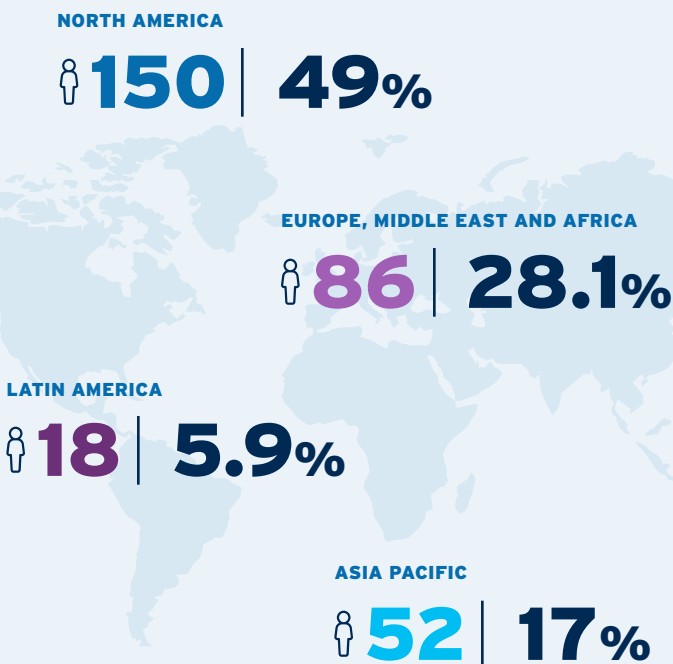 NORTH AMERICA
150 49%
EUROPE, MIDDLE EAST AND AFRICA
86 28.1%
LATIN AMERICA
18 5.9%
ASIA PACIFIC
52 17%